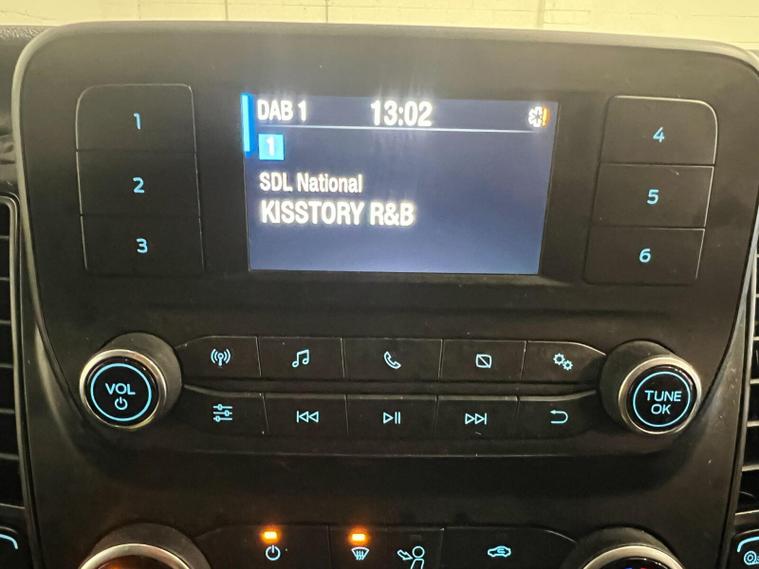 DAB 1 13:02
1
SDL National
KISSTORY R&B
1
2
3
4
5
6
VOL
TUNE
OK